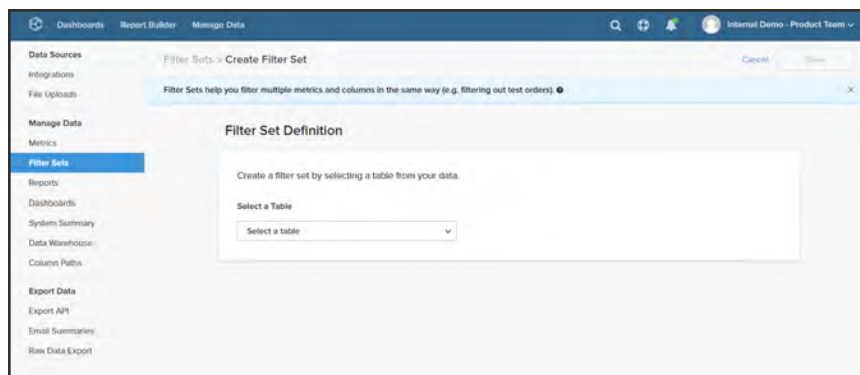 Dashboards Report Builder Manage Data Internal Demo - Product Team
Data Sources
Integrations
File Uploads
Manage Data
Metrics
Filter Sets
Reports
Dashboards
System Summary
Data Warehouse
Column Paths
Export Data
Export API
Email Summaries
Raw Data Export
Filter Sets > Create Filter Set
Cancel Save
Filter Sets help you filter multiple metrics and columns in the same way (e.g. filtering out test orders).
Filter Set Definition
Create a filter set by selecting a table from your data.
Select a Table
Select a table